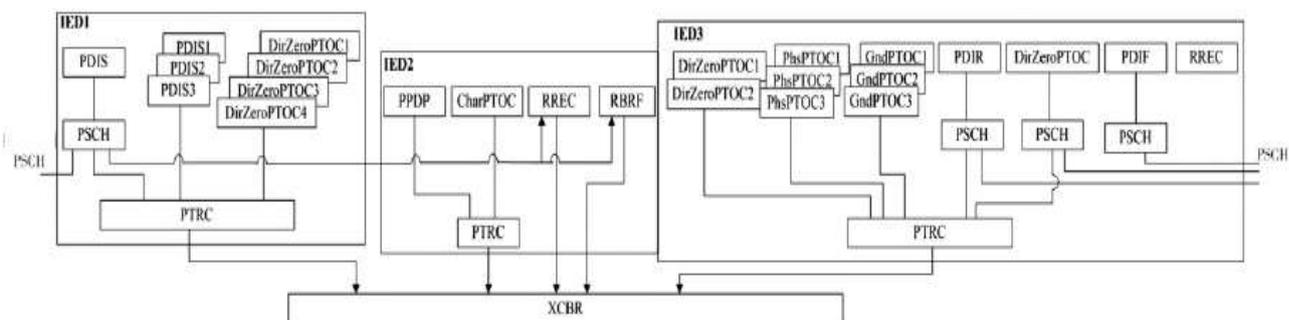 IED1
PDIS
PDIS1
PDIS2
PDIS3
DirZeroPTOC1
DirZeroPTOC2
DirZeroPTOC3
DirZeroPTOC4
PSCH
PSCH
PTRC
IED2
PPDP
CharPTOC
RREC
RBRF
PTRC
IED3
DirZeroPTOC1
DirZeroPTOC2
PhsPTOC1
PhsPTOC2
PhsPTOC3
GndPTOC1
GndPTOC2
GndPTOC3
PDIR
DirZeroPTOC
PDIF
RREC
PSCH
PSCH
PSCH
PSCH
PTRC
XCBR